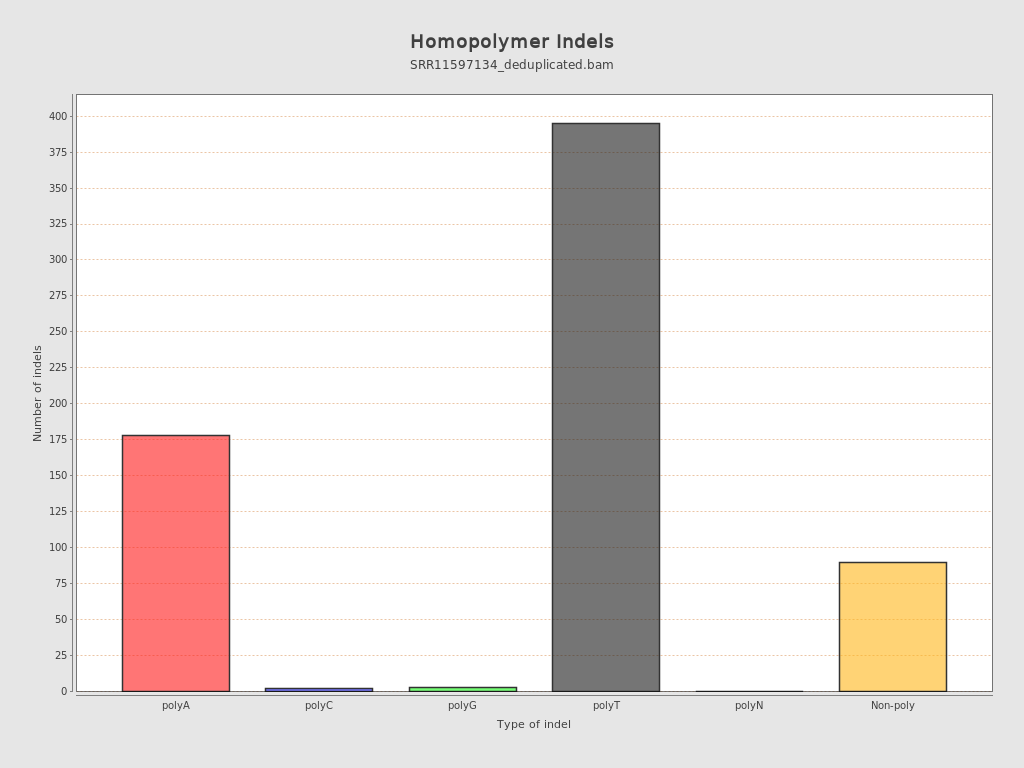 Homopolymer Indels
SRR11597134_deduplicated.bam
400
375
350
325
300
275
250
225
200
175
150
125
100
75
50
25
0
Number of indels
polyA
polyC
polyG
polyT
polyN
Non-poly
Type of indel